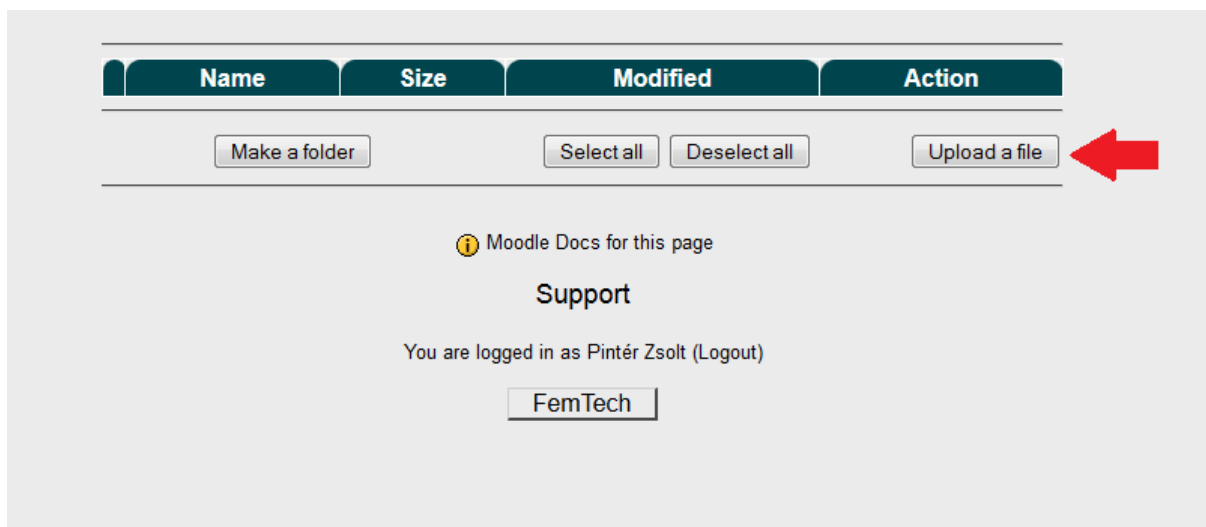 Name Size Modified Action
Make a folder Select all Deselect all Upload a file
Moodle Docs for this page
Support
You are logged in as Pintér Zsolt (Logout)
FemTech